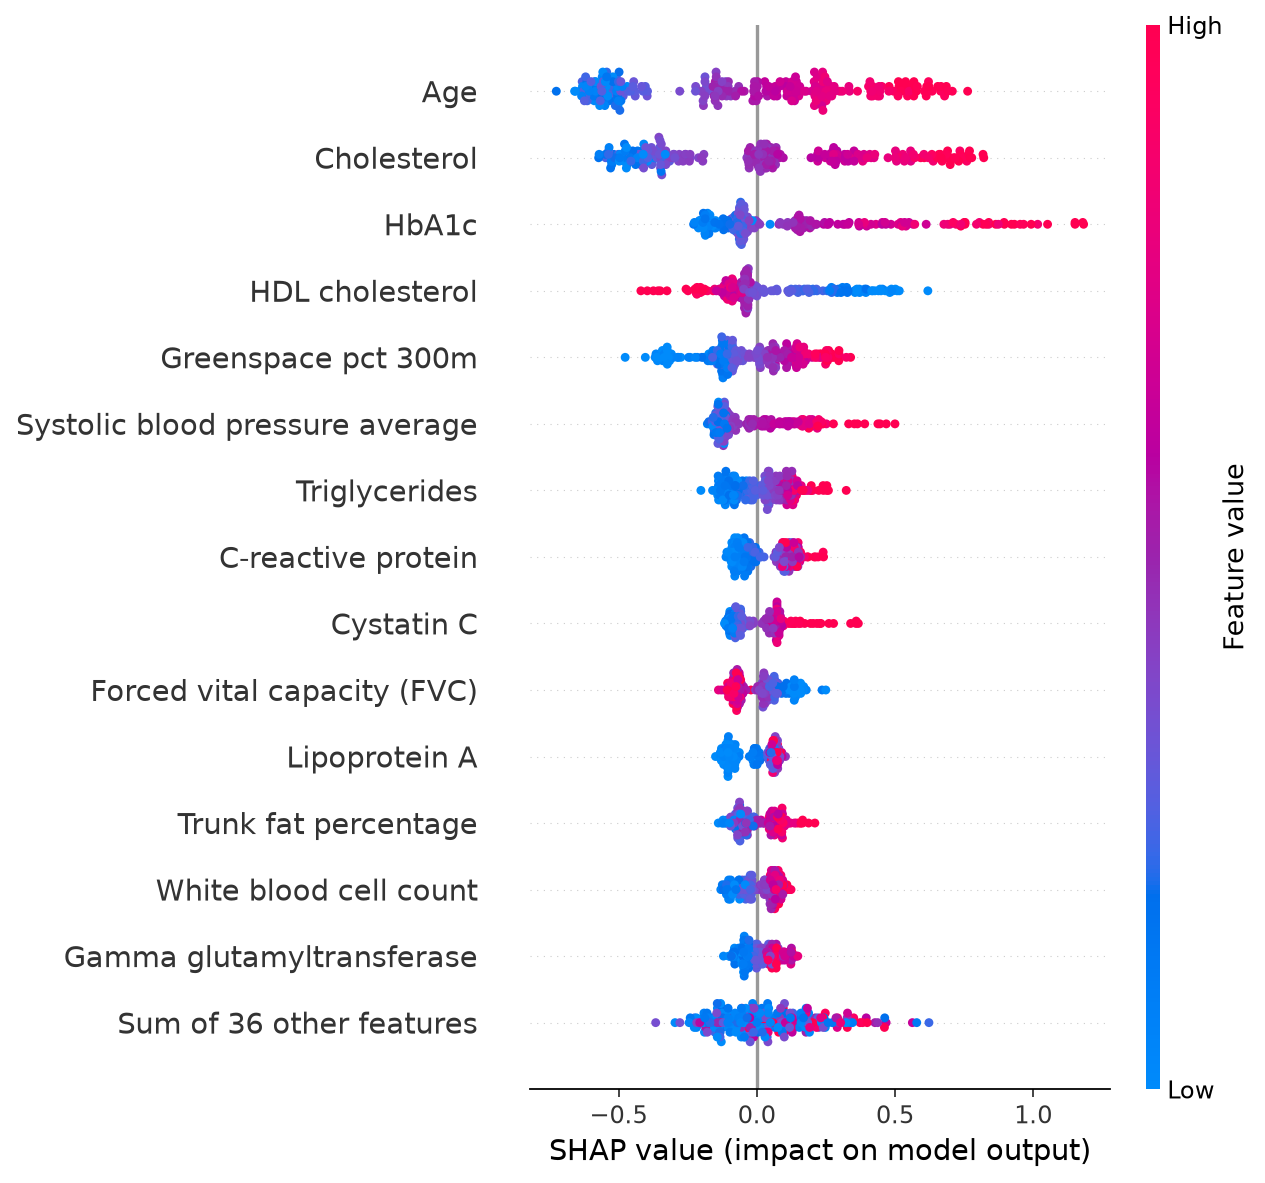 High
Age
Cholesterol
HbA1c
HDL cholesterol
Greenspace pct 300m
Systolic blood pressure average
Triglycerides
C-reactive protein
Cystatin C
Forced vital capacity (FVC)
Lipoprotein A
Trunk fat percentage
White blood cell count
Gamma glutamyltransferase
Sum of 36 other features
Feature value
Low
−0.5 0.0 0.5 1.0
SHAP value (impact on model output)